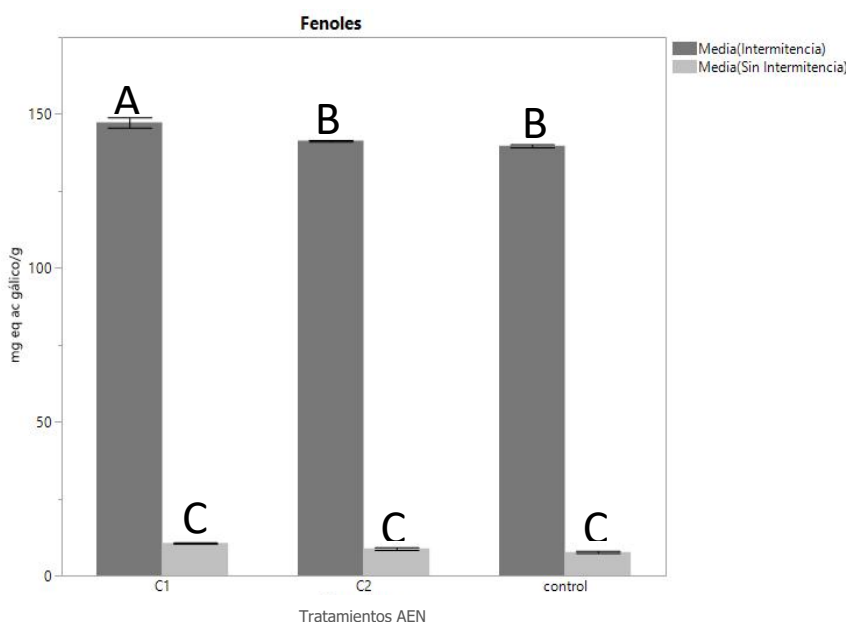 Fenoles
Media(Intermitencia)
Media(Sin Intermitencia)
mg eq ac gálico/g
150
100
50
0
A
B
B
C
C
C
C1
C2
control
Tratamientos AEN